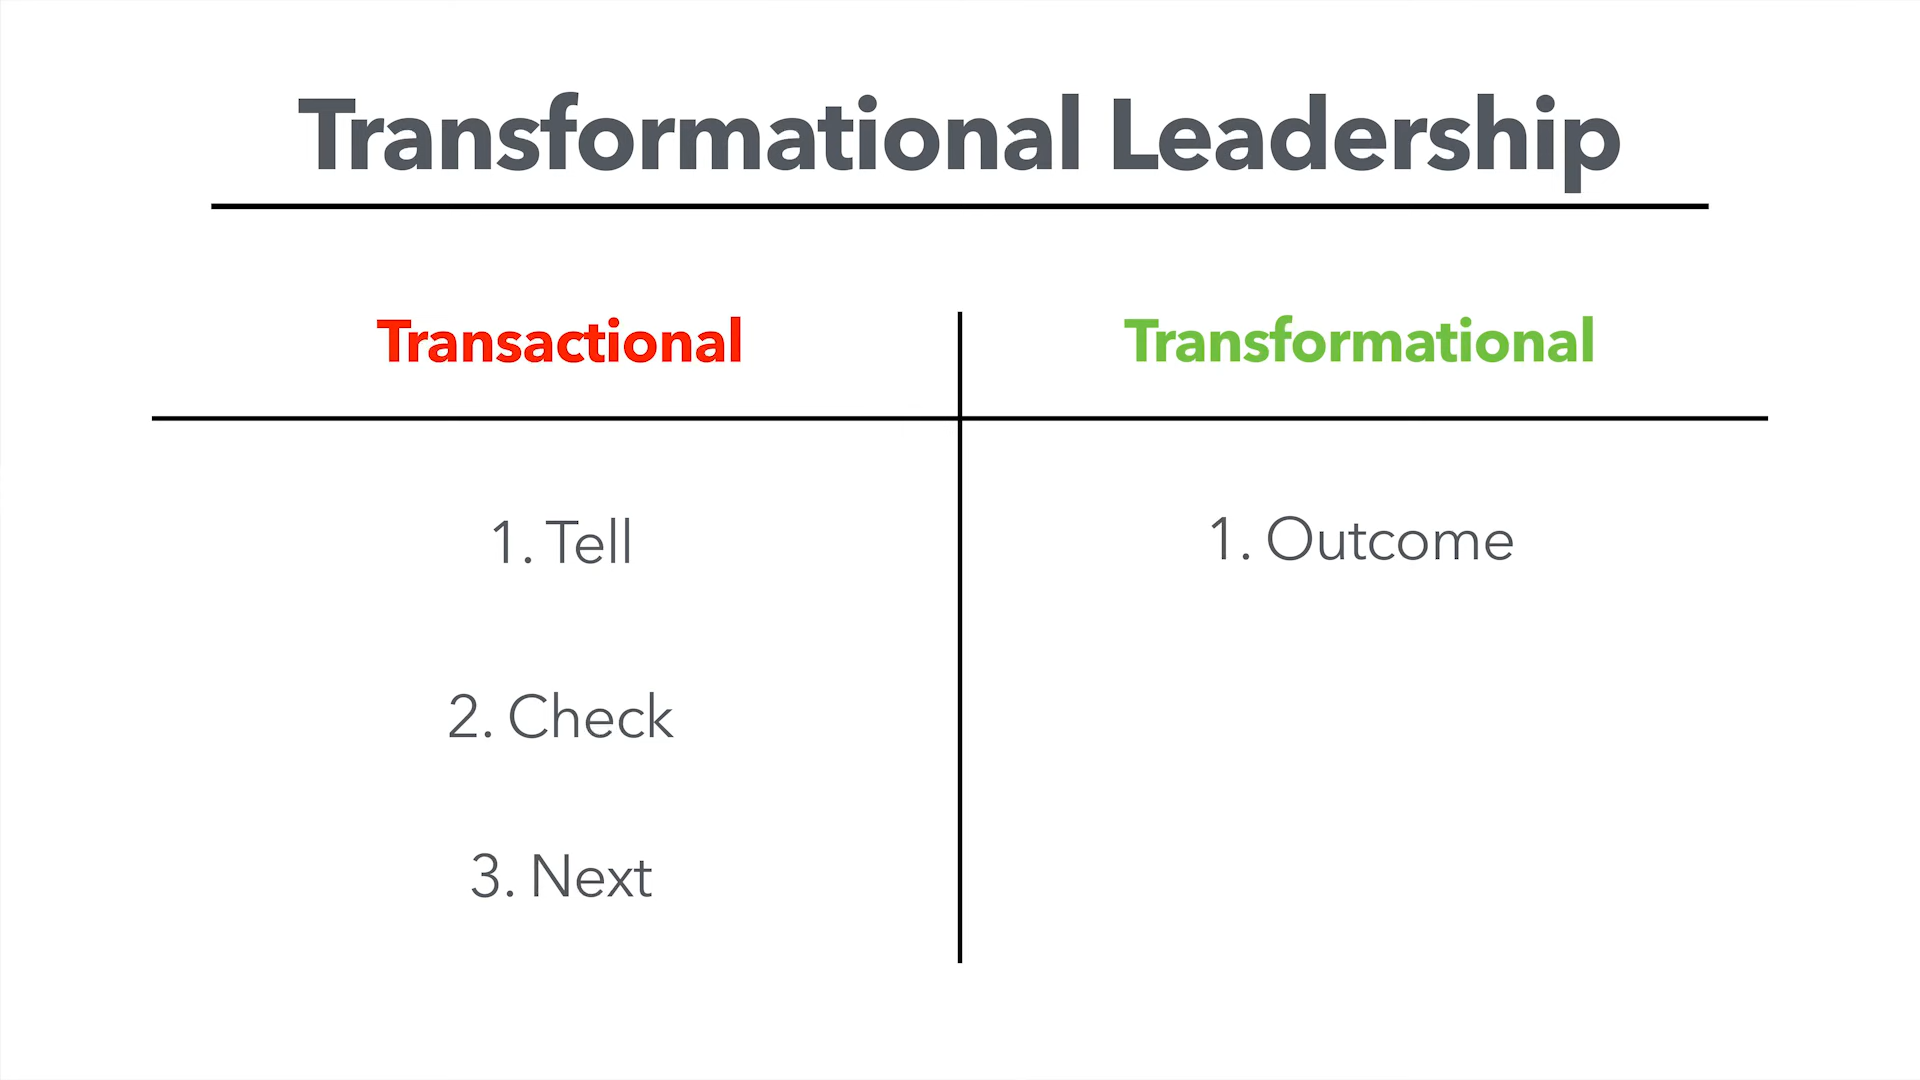 Transformational Leadership
Transactional
Transformational
1. Tell
1. Outcome
2. Check
3. Next